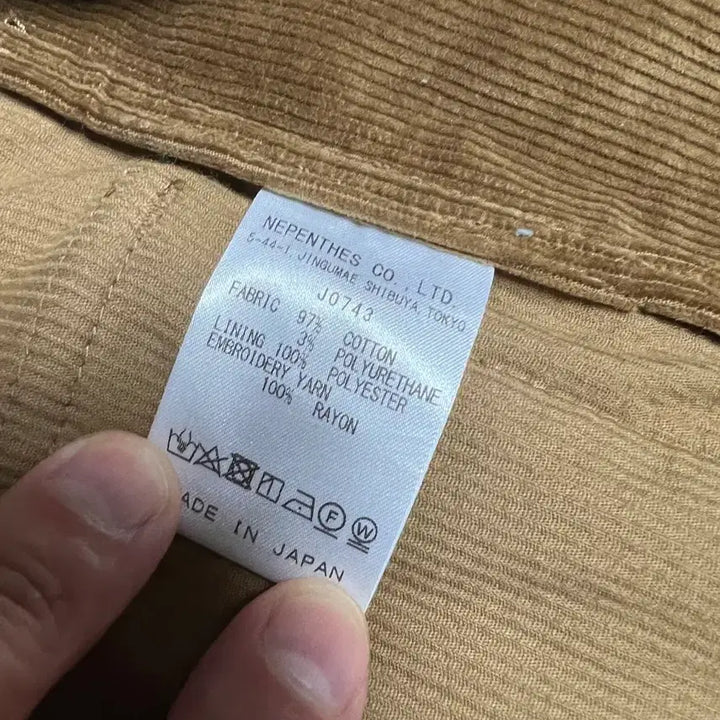 NEPENTHES CO.,LTD.
5-44-1 JINGUMAE SHIBUYA TOKYO
J0743
FABRIC 97% COTTON
3% POLYURETHANE
LINING 100% POLYESTER
EMBROIDERY YARN
100% RAYON
F W
ADE IN JAPAN